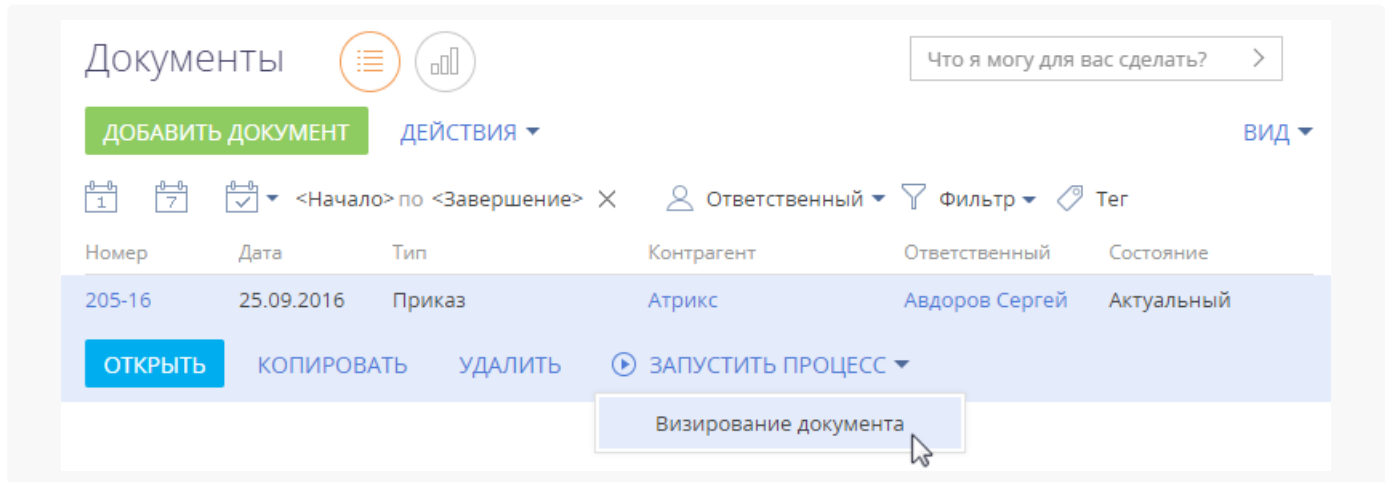 Документы
Что я могу для вас сделать? >
ДОБАВИТЬ ДОКУМЕНТ ДЕЙСТВИЯ ВИД
1 7 <Начало> по <Завершение> Ответственный Фильтр Тег
Номер Дата Тип Контрагент Ответственный Состояние
205-16 25.09.2016 Приказ Атрикс Авдоров Сергей Актуальный
ОТКРЫТЬ КОПИРОВАТЬ УДАЛИТЬ ЗАПУСТИТЬ ПРОЦЕСС
Визирование документа